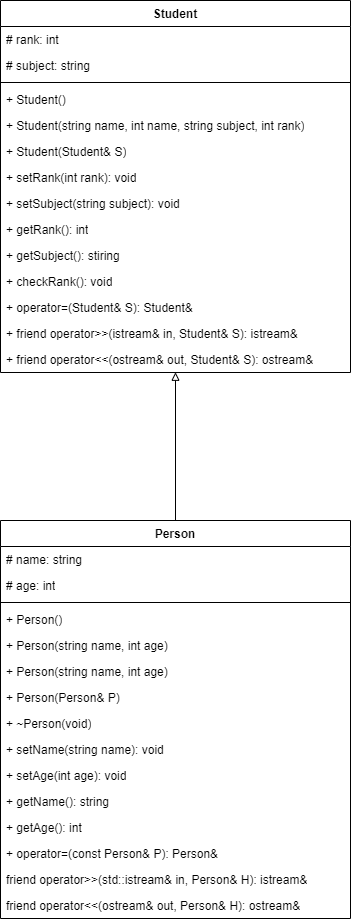 Student
# rank: int
# subject: string
+ Student()
+ Student(string name, int name, string subject, int rank)
+ Student(Student& S)
+ setRank(int rank): void
+ setSubject(string subject): void
+ getRank(): int
+ getSubject(): stiring
+ checkRank(): void
+ operator=(Student& S): Student&
+ friend operator>>(istream& in, Student& S): istream&
+ friend operator<<(ostream& out, Student& S): ostream&
Person
# name: string
# age: int
+ Person()
+ Person(string name, int age)
+ Person(string name, int age)
+ Person(Person& P)
+ ~Person(void)
+ setName(string name): void
+ setAge(int age): void
+ getName(): string
+ getAge(): int
+ operator=(const Person& P): Person&
friend operator>>(std::istream& in, Person& H): istream&
friend operator<<(ostream& out, Person& H): ostream&